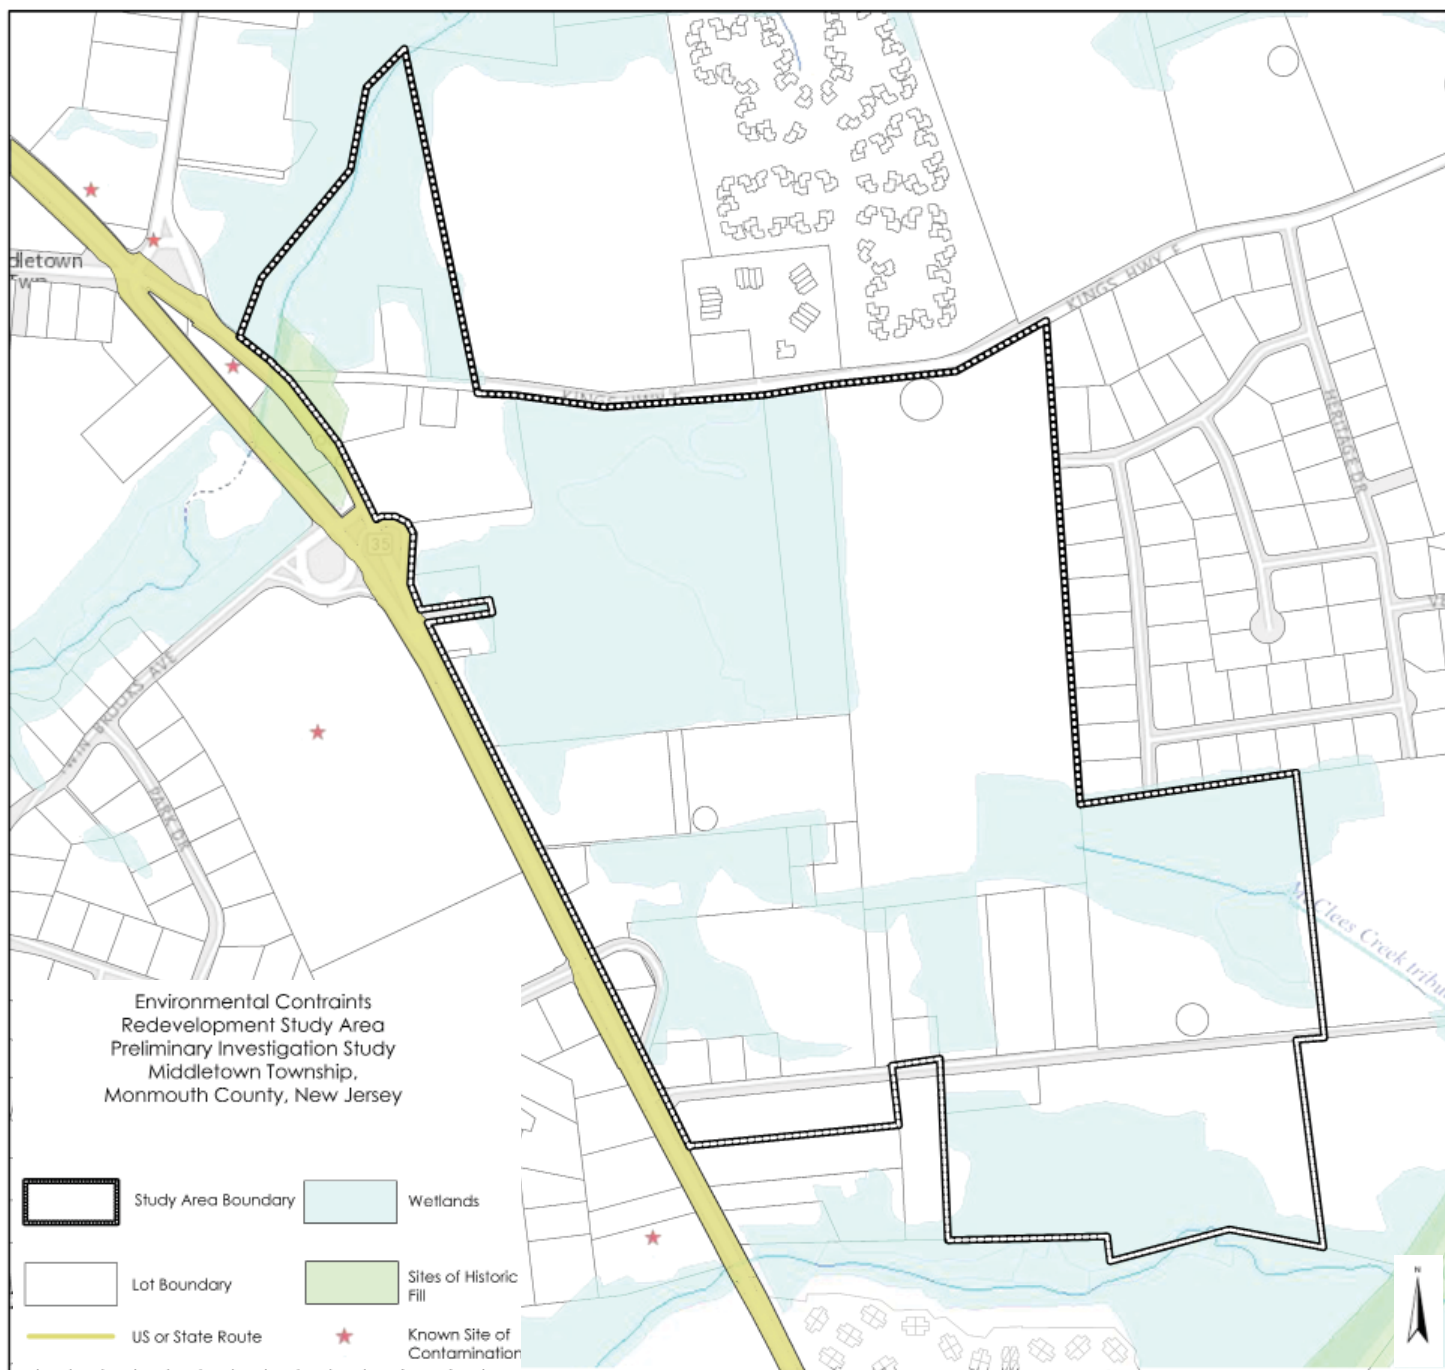 dletown
Twp
KINGS HWY E
KINGS HWY E
HERITAGE DR
35
TWIN BROOKS AVE
PARK DR
McClees Creek tribu
Environmental Contraints
Redevelopment Study Area
Preliminary Investigation Study
Middletown Township,
Monmouth County, New Jersey
Study Area Boundary
Wetlands
Lot Boundary
Sites of Historic
Fill
US or State Route
Known Site of
Contamination
N